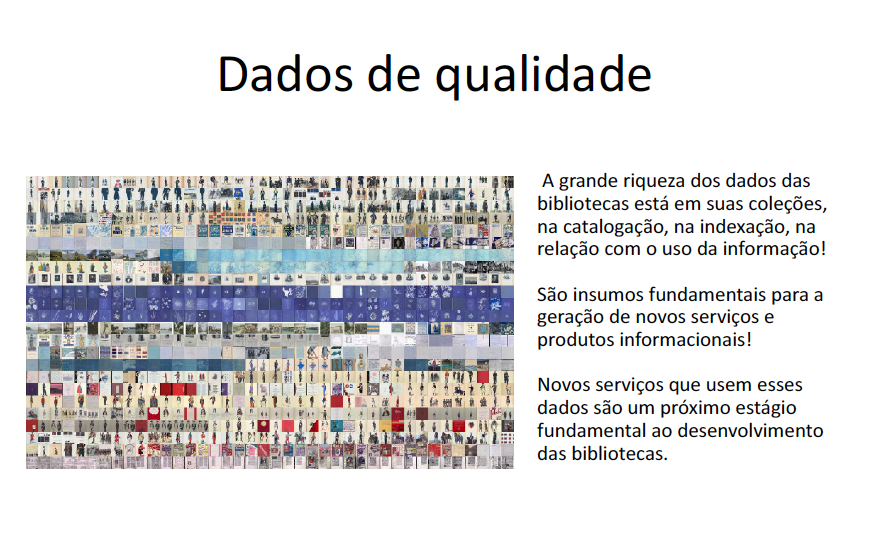 Dados de qualidade
A grande riqueza dos dados das
bibliotecas está em suas coleções,
na catalogação, na indexação, na
relação com o uso da informação!
São insumos fundamentais para a
geração de novos serviços e
produtos informacionais!
Novos serviços que usem esses
dados são um próximo estágio
fundamental ao desenvolvimento
das bibliotecas.